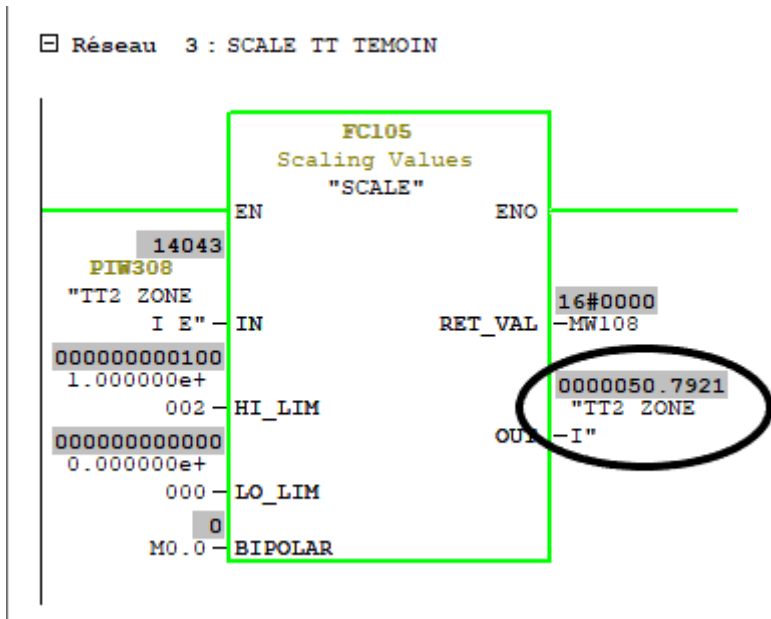 Réseau 3 : SCALE TT TEMOIN
FC105
Scaling Values
"SCALE"
EN ENO
14043
PIW308
"TT2 ZONE
I E" IN
16#0000
RET_VAL MW108
000000000100
1.000000e+
002 HI_LIM
0000050.7921
"TT2 ZONE
OUT I"
000000000000
0.000000e+
000 LO_LIM
0
M0.0 BIPOLAR